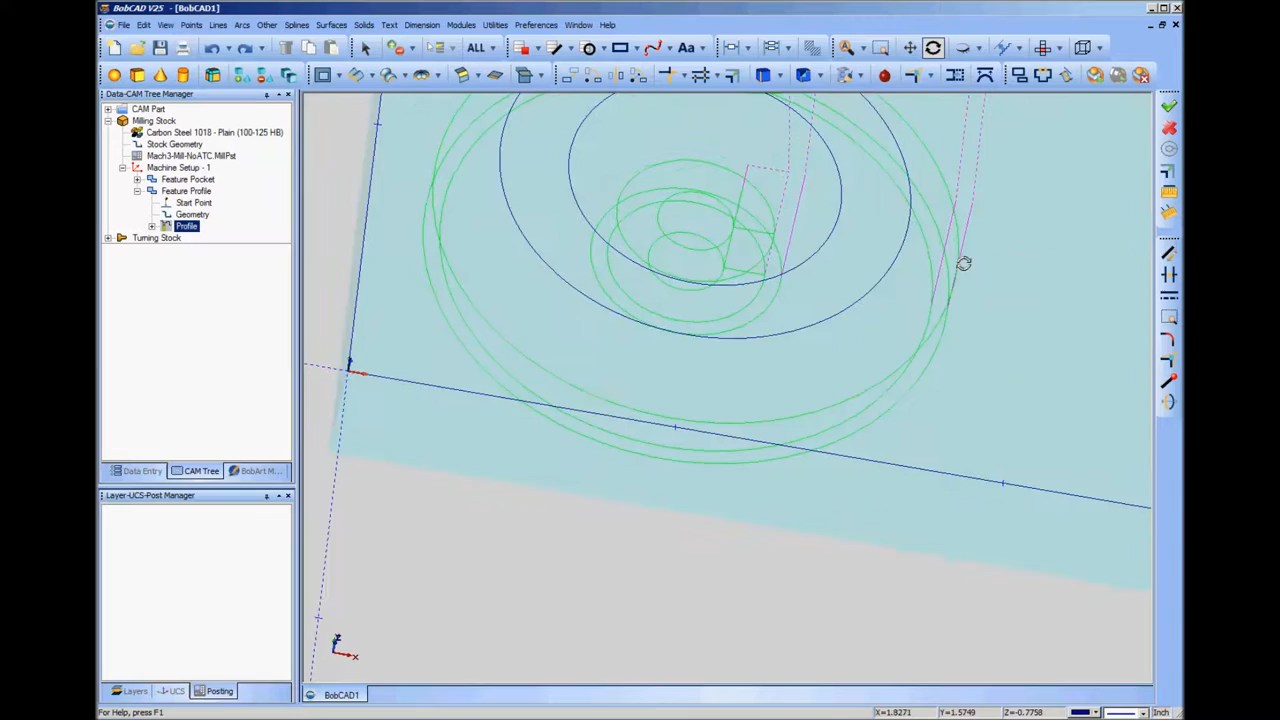 BobCAD V25 - [BobCAD1]
File Edit View Points Lines Arcs Other Splines Surfaces Solids Text Dimension Modules Utilities Preferences Window Help
ALL
Aa
Data-CAM Tree Manager
CAM Part
Milling Stock
Carbon Steel 1018 - Plain (100-125 HB)
Stock Geometry
Mach3-Mill-NoATC.MillPst
Machine Setup - 1
Feature Pocket
Feature Profile
Start Point
Geometry
Profile
Turning Stock
Data Entry CAM Tree BobArt M...
Layer-UCS-Post Manager
Layers UCS Posting
X
BobCAD1
For Help, press F1
X=1.8271 Y=1.5749 Z=-0.7758 Inch